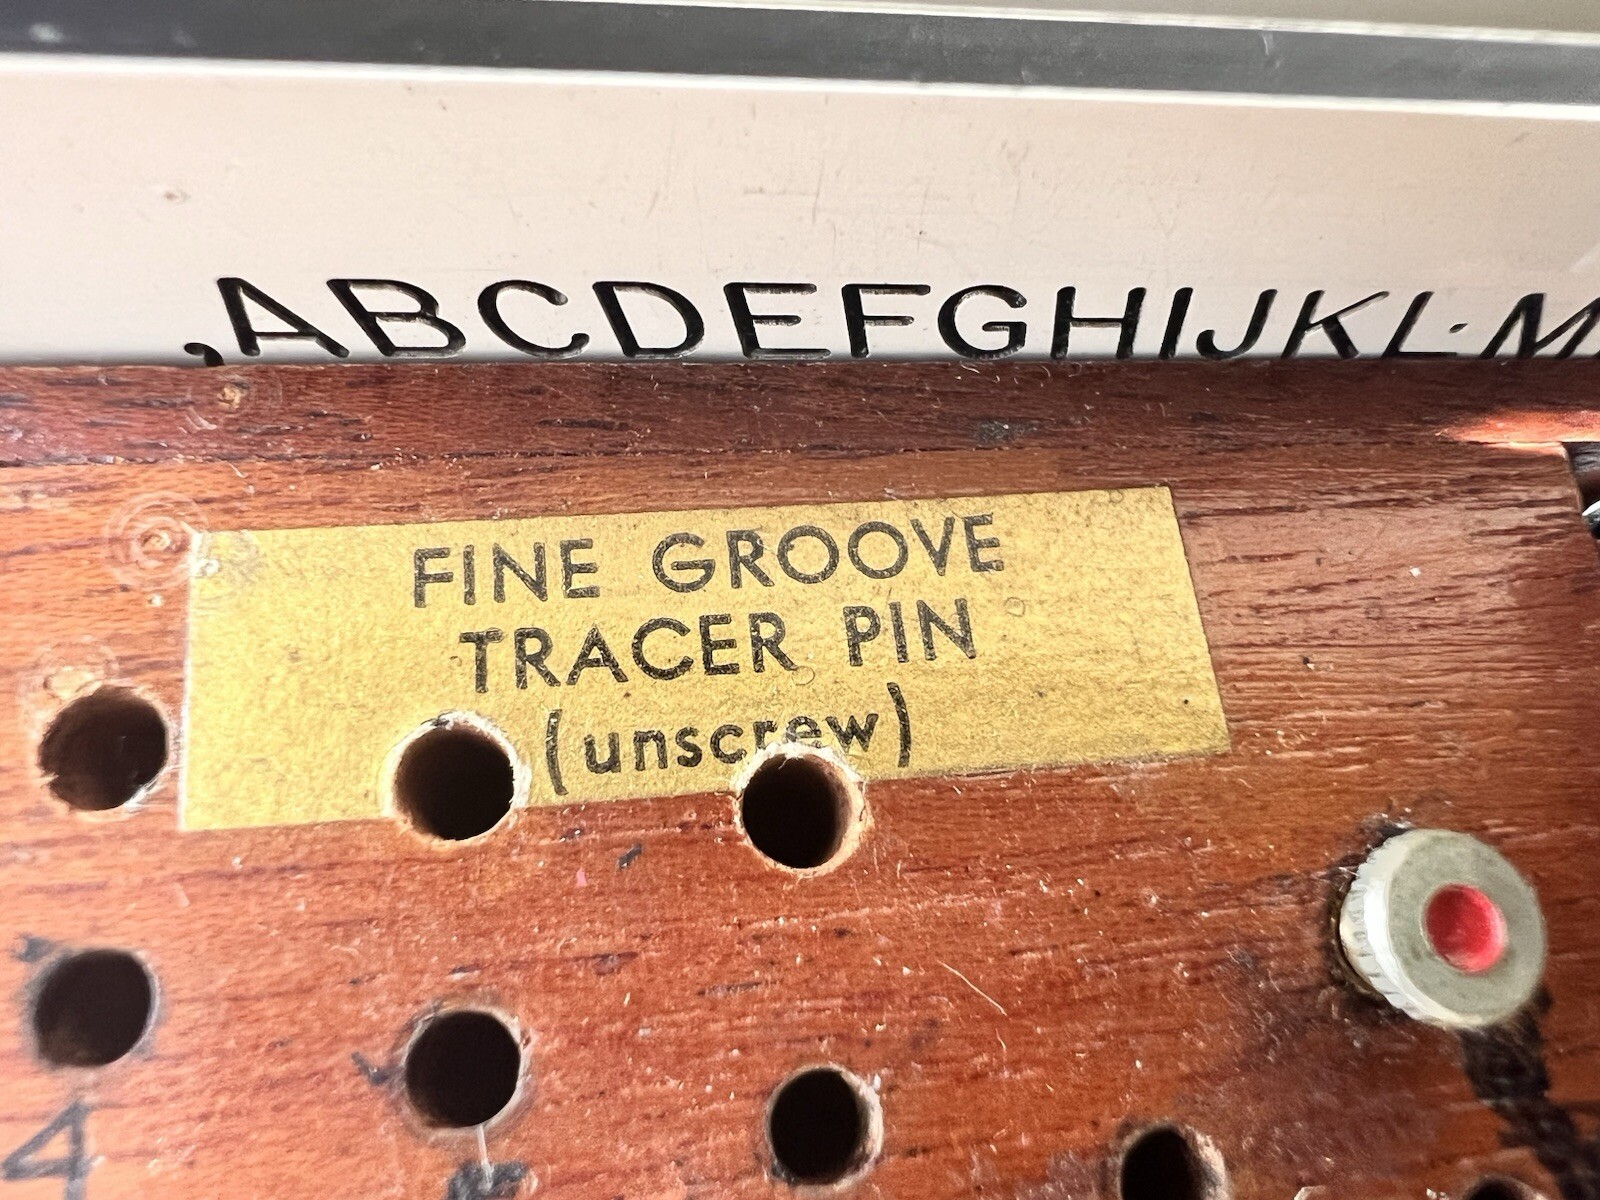 ,ABCDEFGHIJKL·M
FINE GROOVE
TRACER PIN
(unscrew)
4